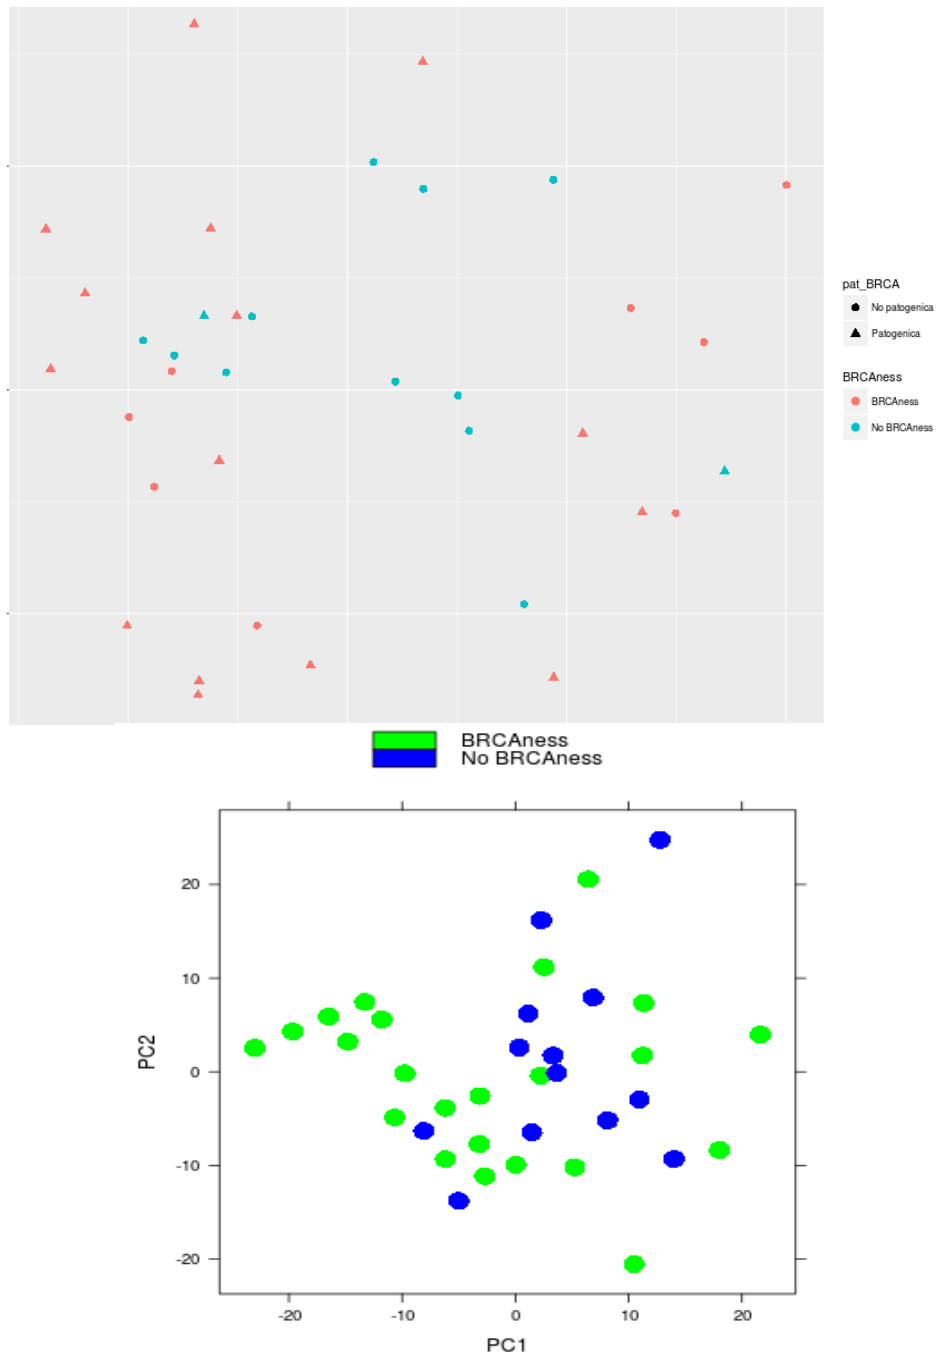 pat_BRCA
No patogenica
Patogenica
BRCAness
BRCAness
No BRCAness
BRCAness
No BRCAness
20
10
0
-10
-20
PC2
-20 -10 0 10 20
PC1